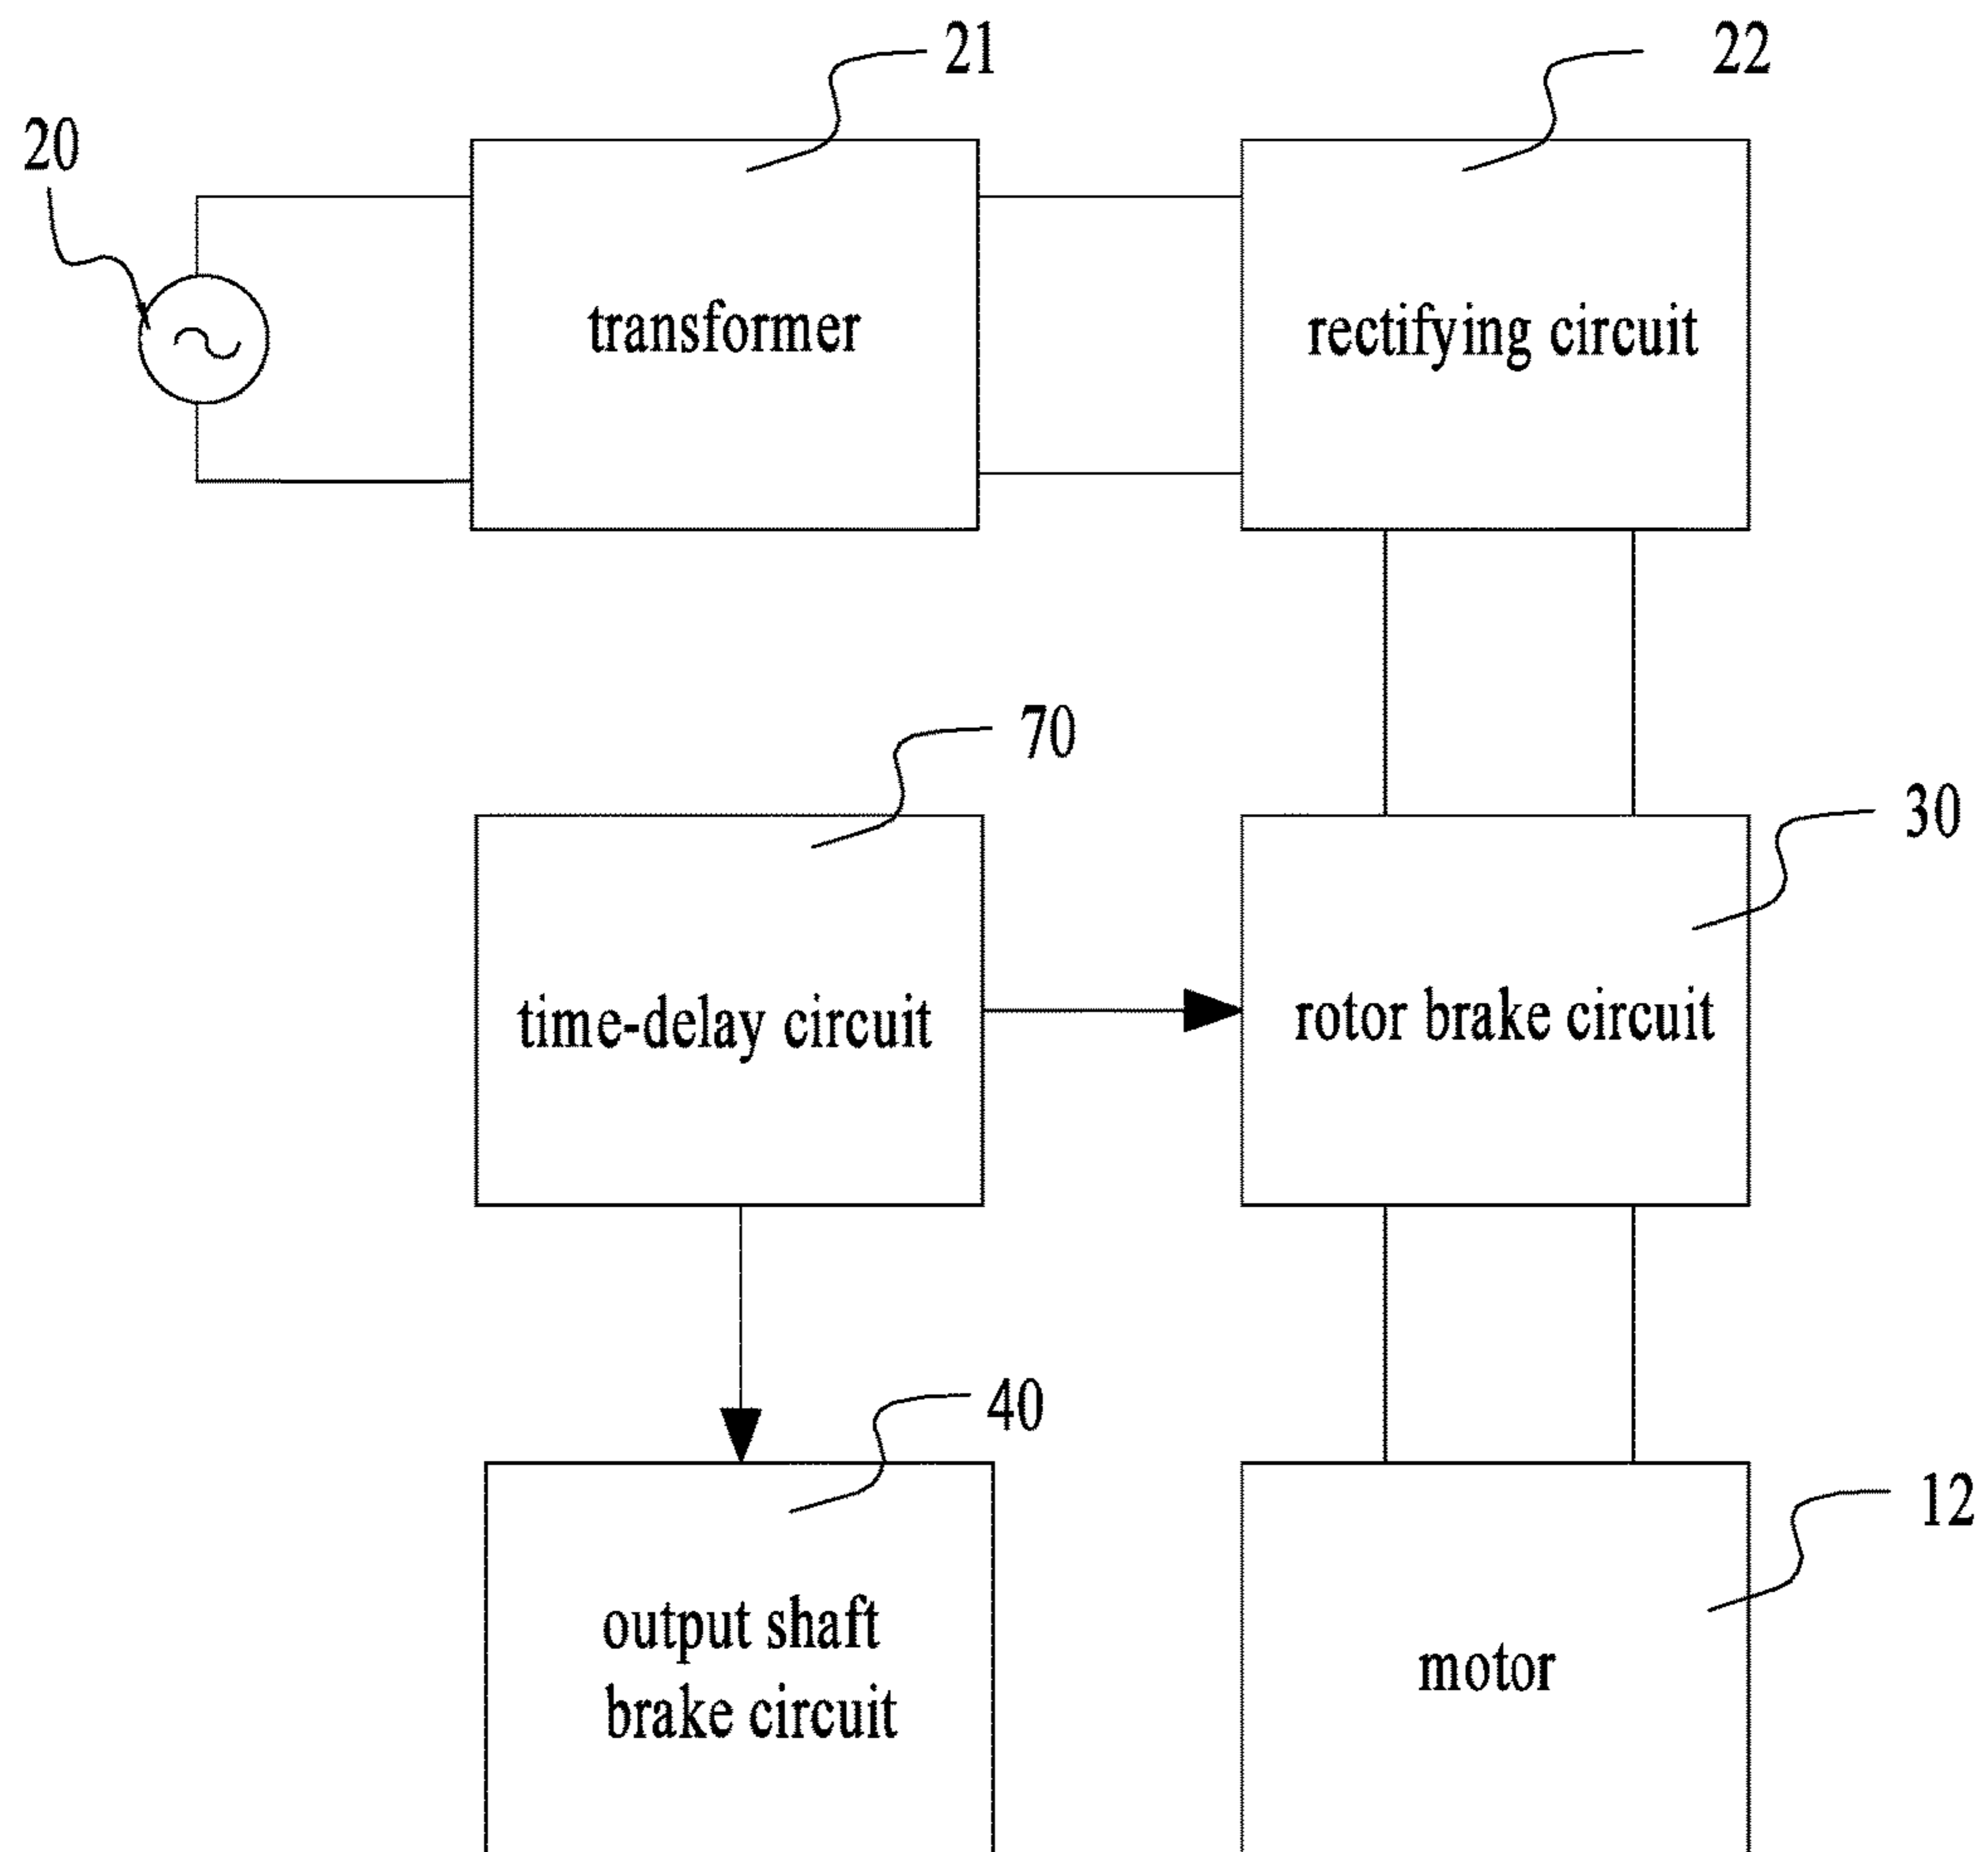 21
22
20
transformer
rectifying circuit
70
30
time-delay circuit
rotor brake circuit
40
12
output shaft
brake circuit
motor